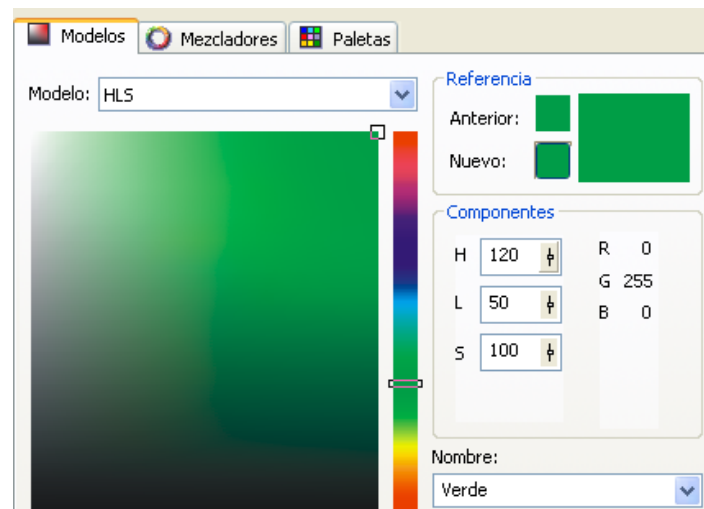 Modelos Mezcladores Paletas
Modelo: HLS
Referencia
Anterior:
Nuevo:
Componentes
H 120 R 0
G 255
L 50 B 0
S 100
Nombre:
Verde